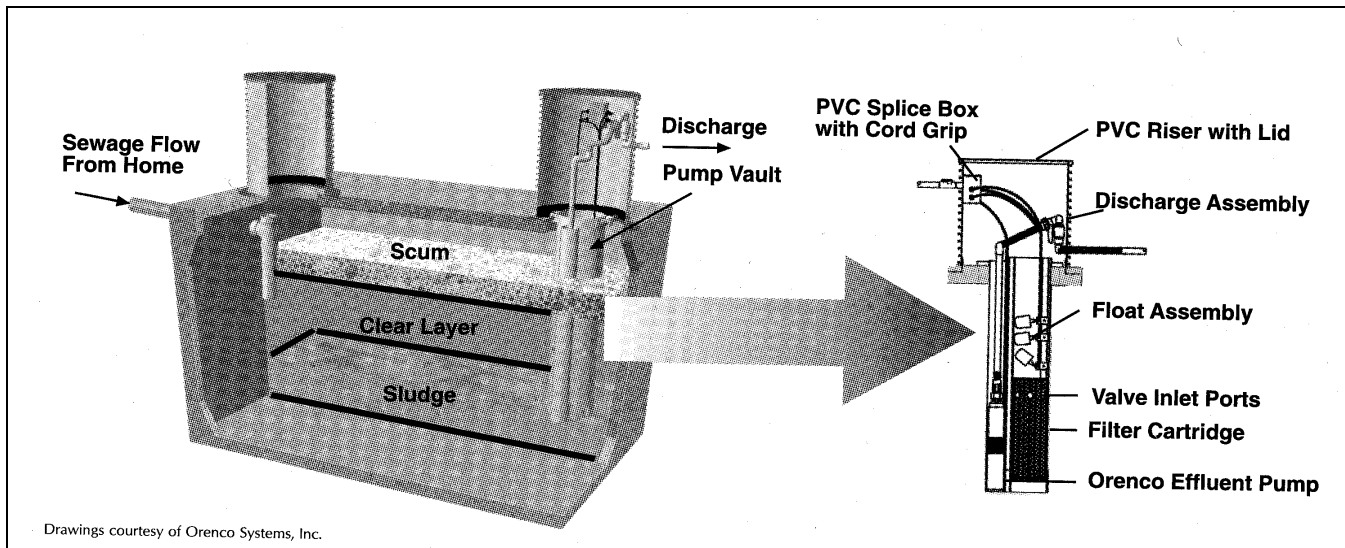 Sewage Flow
From Home
Discharge
Pump Vault
Scum
Clear Layer
Sludge
PVC Splice Box
with Cord Grip
PVC Riser with Lid
Discharge Assembly
Float Assembly
Valve Inlet Ports
Filter Cartridge
Orenco Effluent Pump
Drawings courtesy of Orenco Systems, Inc.